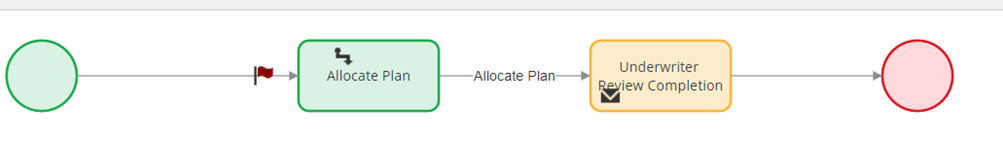 Allocate Plan
Allocate Plan
Underwriter
Review Completion